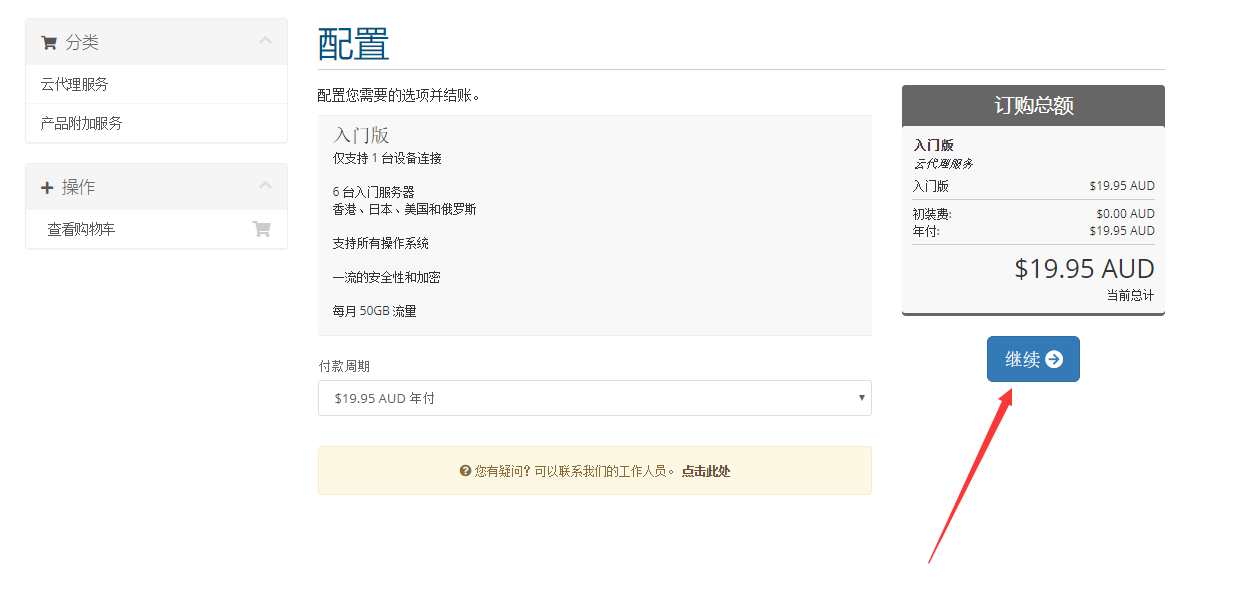 分类
云代理服务
产品附加服务
操作
查看购物车
配置
配置您需要的选项并结账。
入门版
仅支持 1 台设备连接
6 台入门服务器
香港、日本、美国和俄罗斯
支持所有操作系统
一流的安全性和加密
每月 50GB 流量
付款周期
$19.95 AUD 年付
您有疑问？可以联系我们的工作人员。 点击此处
订购总额
入门版
云代理服务
入门版 $19.95 AUD
初装费: $0.00 AUD
年付: $19.95 AUD
$19.95 AUD
当前总计
继续